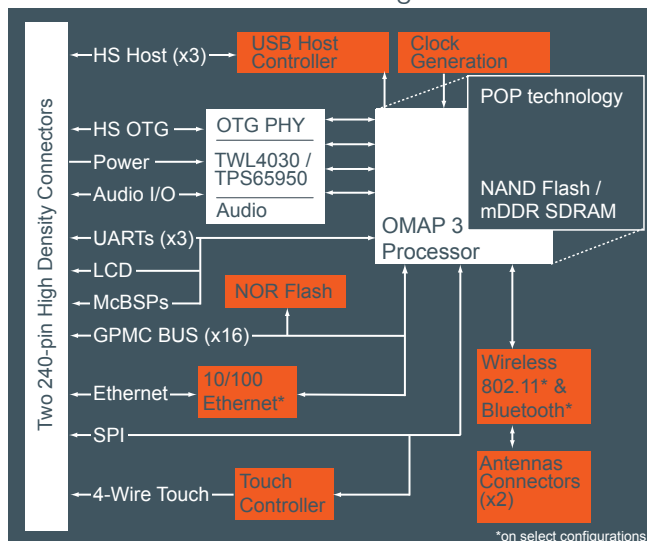 HS Host (x3)
USB Host
Controller
Clock
Generation
POP technology
NAND Flash /
mDDR SDRAM
HS OTG
Power
Audio I/O
OTG PHY
TWL4030 /
TPS65950
Audio
OMAP 3
Processor
UARTs (x3)
LCD
McBSPs
GPMC BUS (x16)
NOR Flash
Ethernet
10/100
Ethernet*
SPI
4-Wire Touch
Touch
Controller
Wireless
802.11* &
Bluetooth*
Antennas
Connectors
(x2)
Two 240-pin High Density Connectors
*on select configurations